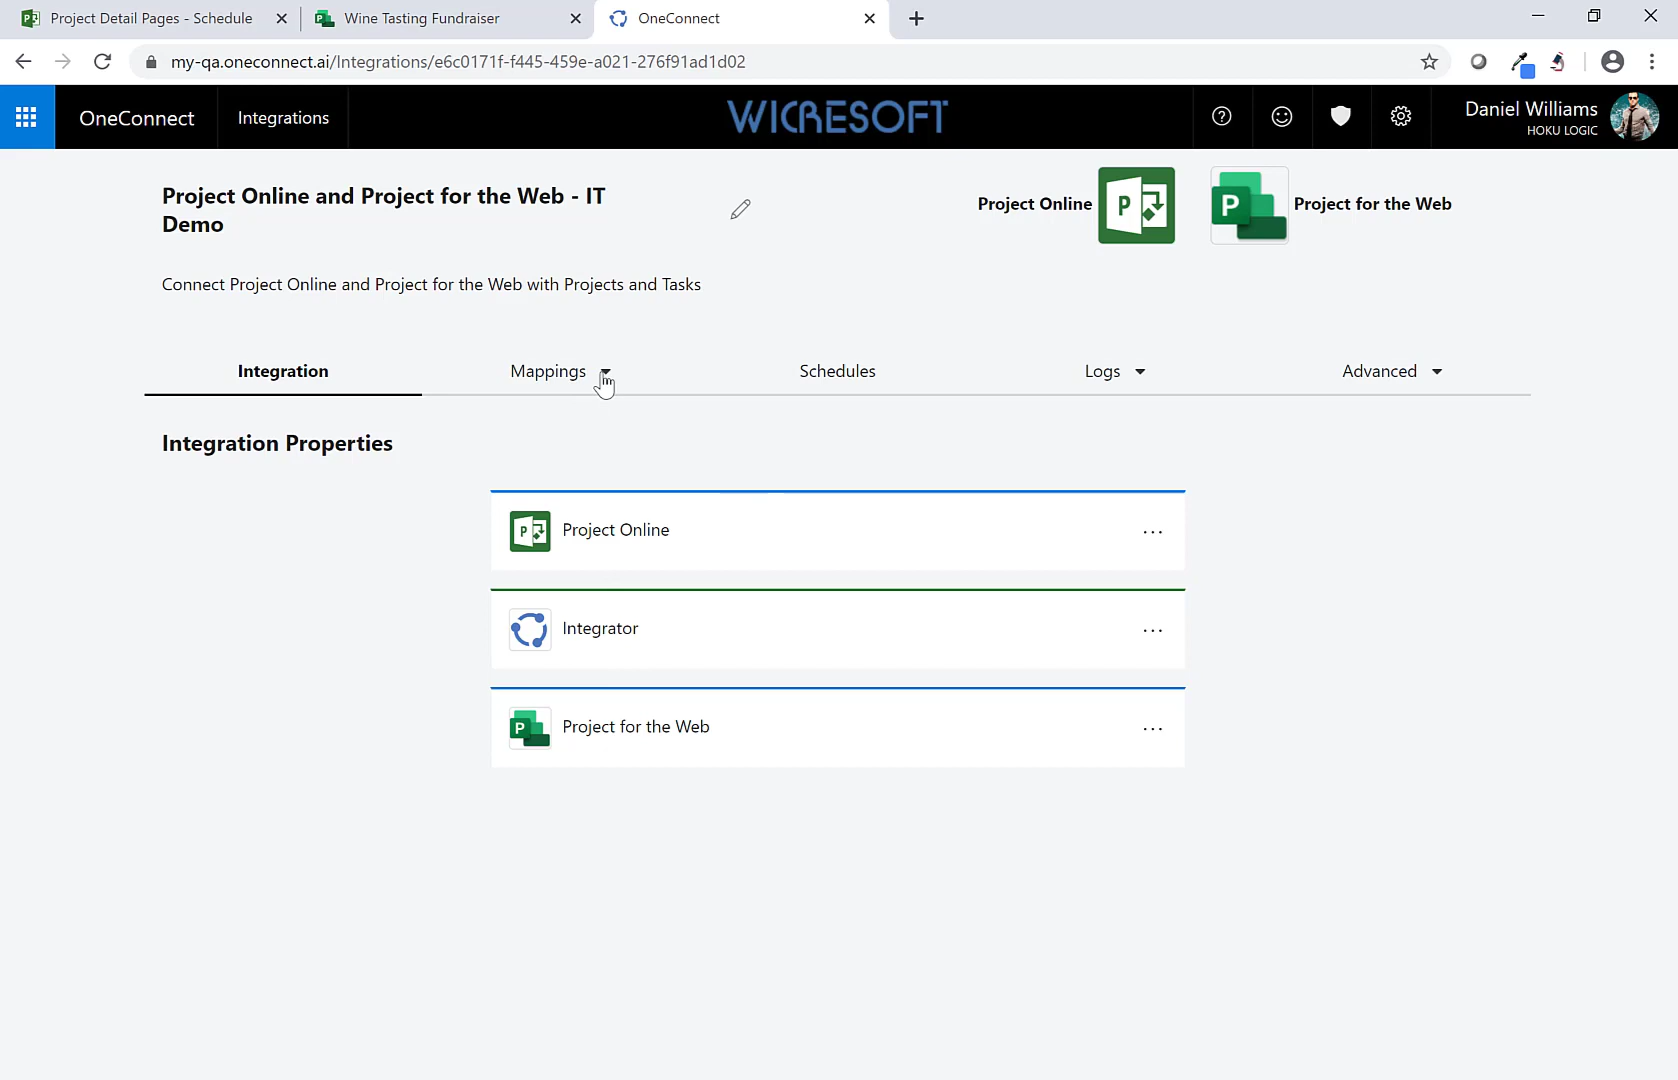 Project Detail Pages - Schedule
Wine Tasting Fundraiser
OneConnect
my-qa.oneconnect.ai/Integrations/e6c0171f-f445-459e-a021-276f91ad1d02
OneConnect
Integrations
WICRESOFT
Daniel Williams
HOKU LOGIC
Project Online and Project for the Web - IT
Demo
Project Online
Project for the Web
Connect Project Online and Project for the Web with Projects and Tasks
Integration
Mappings
Schedules
Logs
Advanced
Integration Properties
Project Online
Integrator
Project for the Web